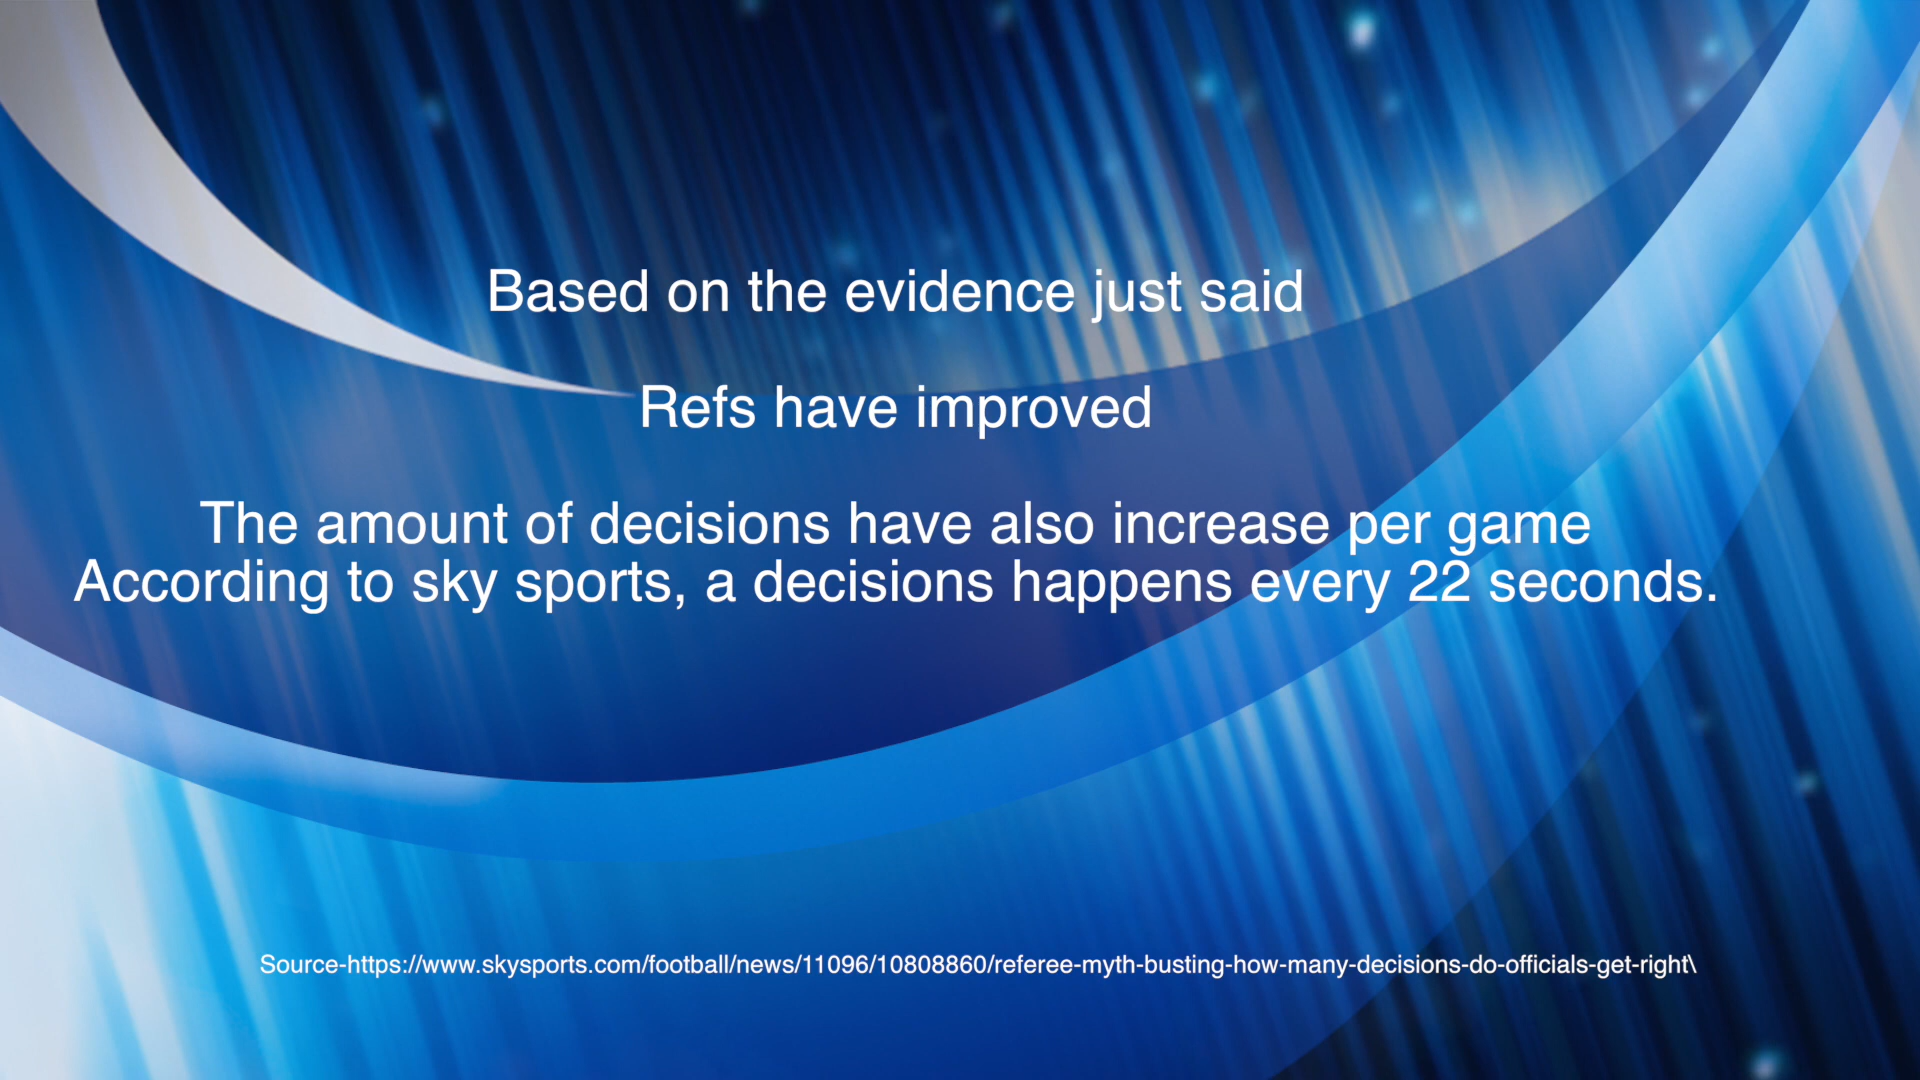 Based on the evidence just said
Refs have improved
The amount of decisions have also increase per game
According to sky sports, a decisions happens every 22 seconds.
Source-https://www.skysports.com/football/news/11096/10808860/referee-myth-busting-how-many-decisions-do-officials-get-right\